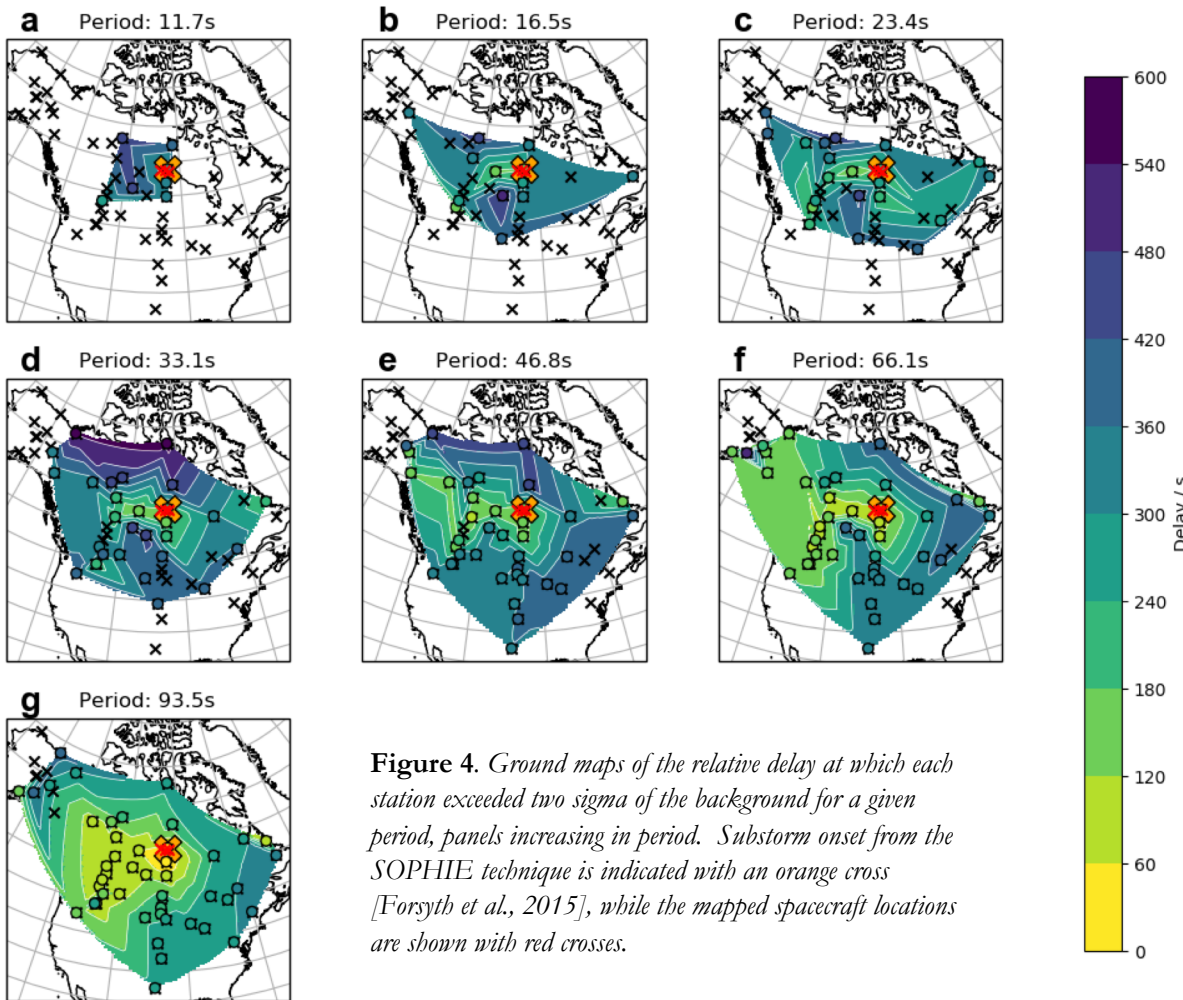 a Period: 11.7s
b Period: 16.5s
c Period: 23.4s
d Period: 33.1s
e Period: 46.8s
f Period: 66.1s
g Period: 93.5s
600
540
480
420
360
300
240
180
120
60
0
Delay / s
Figure 4. Ground maps of the relative delay at which each
station exceeded two sigma of the background for a given
period, panels increasing in period. Substorm onset from the
SOPHIE technique is indicated with an orange cross
[Forsyth et al., 2015], while the mapped spacecraft locations
are shown with red crosses.